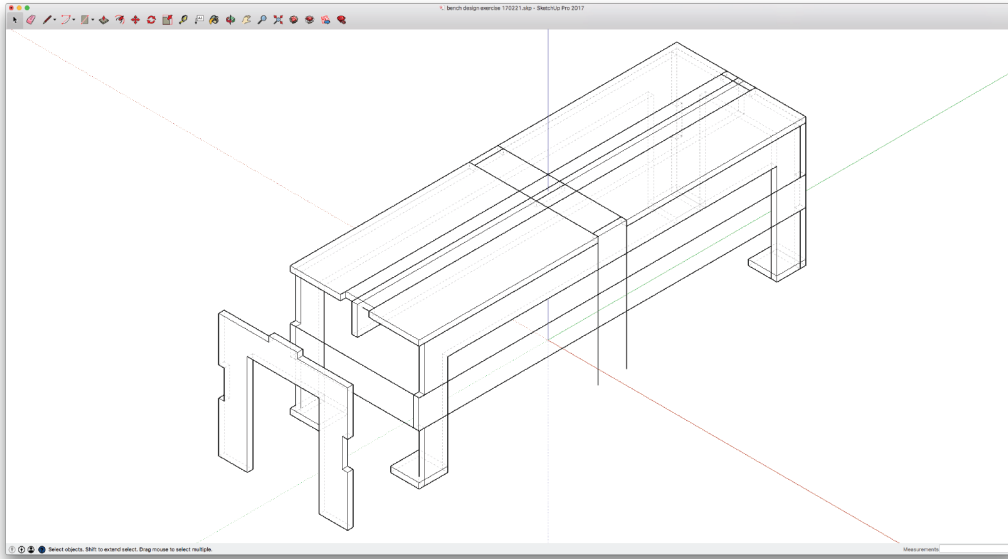 bench design exercise 170221.skp - SketchUp Pro 2017
Select objects. Shift to extend select. Drag mouse to select multiple.
Measurements